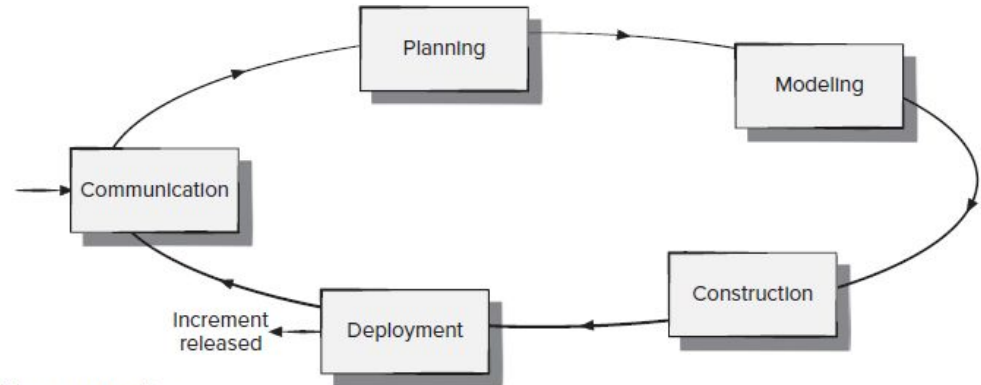 Planning
Modeling
Communication
Construction
Increment
released
Deployment